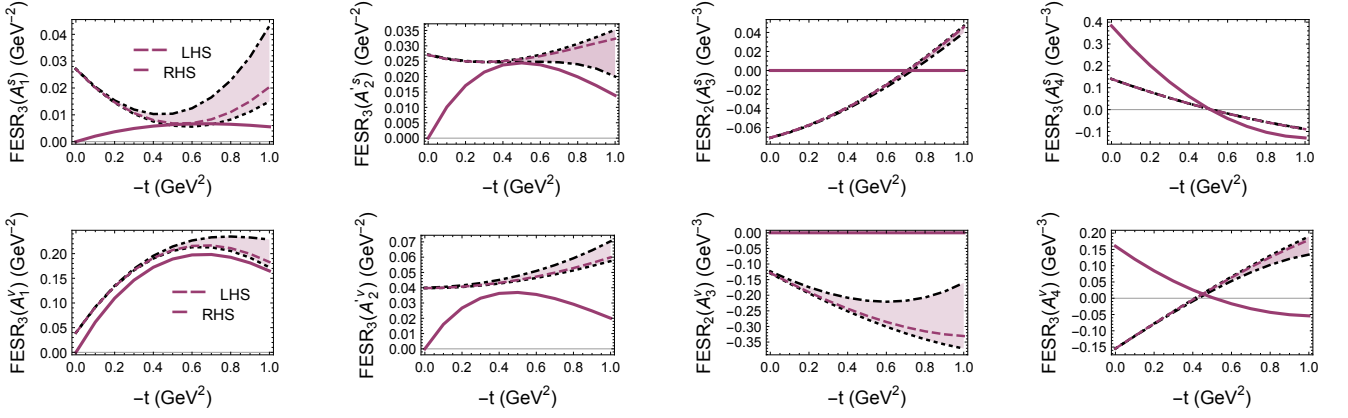 FESR₃(A₁ˢ) (GeV⁻²)
0.04
0.03
0.02
0.01
0.00
LHS
RHS
0.0 0.2 0.4 0.6 0.8 1.0
-t (GeV²)
FESR₃(A'₂ˢ) (GeV⁻²)
0.035
0.030
0.025
0.020
0.015
0.010
0.005
0.000
0.0 0.2 0.4 0.6 0.8 1.0
-t (GeV²)
FESR₂(A₃ˢ) (GeV⁻³)
0.04
0.02
0.00
-0.02
-0.04
-0.06
0.0 0.2 0.4 0.6 0.8 1.0
-t (GeV²)
FESR₃(A₄ˢ) (GeV⁻³)
0.4
0.3
0.2
0.1
0.0
-0.1
0.0 0.2 0.4 0.6 0.8 1.0
-t (GeV²)
FESR₃(A₁ᵛ) (GeV⁻²)
0.20
0.15
0.10
0.05
0.00
LHS
RHS
0.0 0.2 0.4 0.6 0.8 1.0
-t (GeV²)
FESR₃(A'₂ᵛ) (GeV⁻²)
0.07
0.06
0.05
0.04
0.03
0.02
0.01
0.00
0.0 0.2 0.4 0.6 0.8 1.0
-t (GeV²)
FESR₂(A₃ᵛ) (GeV⁻³)
0.00
-0.05
-0.10
-0.15
-0.20
-0.25
-0.30
-0.35
0.0 0.2 0.4 0.6 0.8 1.0
-t (GeV²)
FESR₃(A₄ᵛ) (GeV⁻³)
0.20
0.15
0.10
0.05
0.00
-0.05
-0.10
-0.15
0.0 0.2 0.4 0.6 0.8 1.0
-t (GeV²)